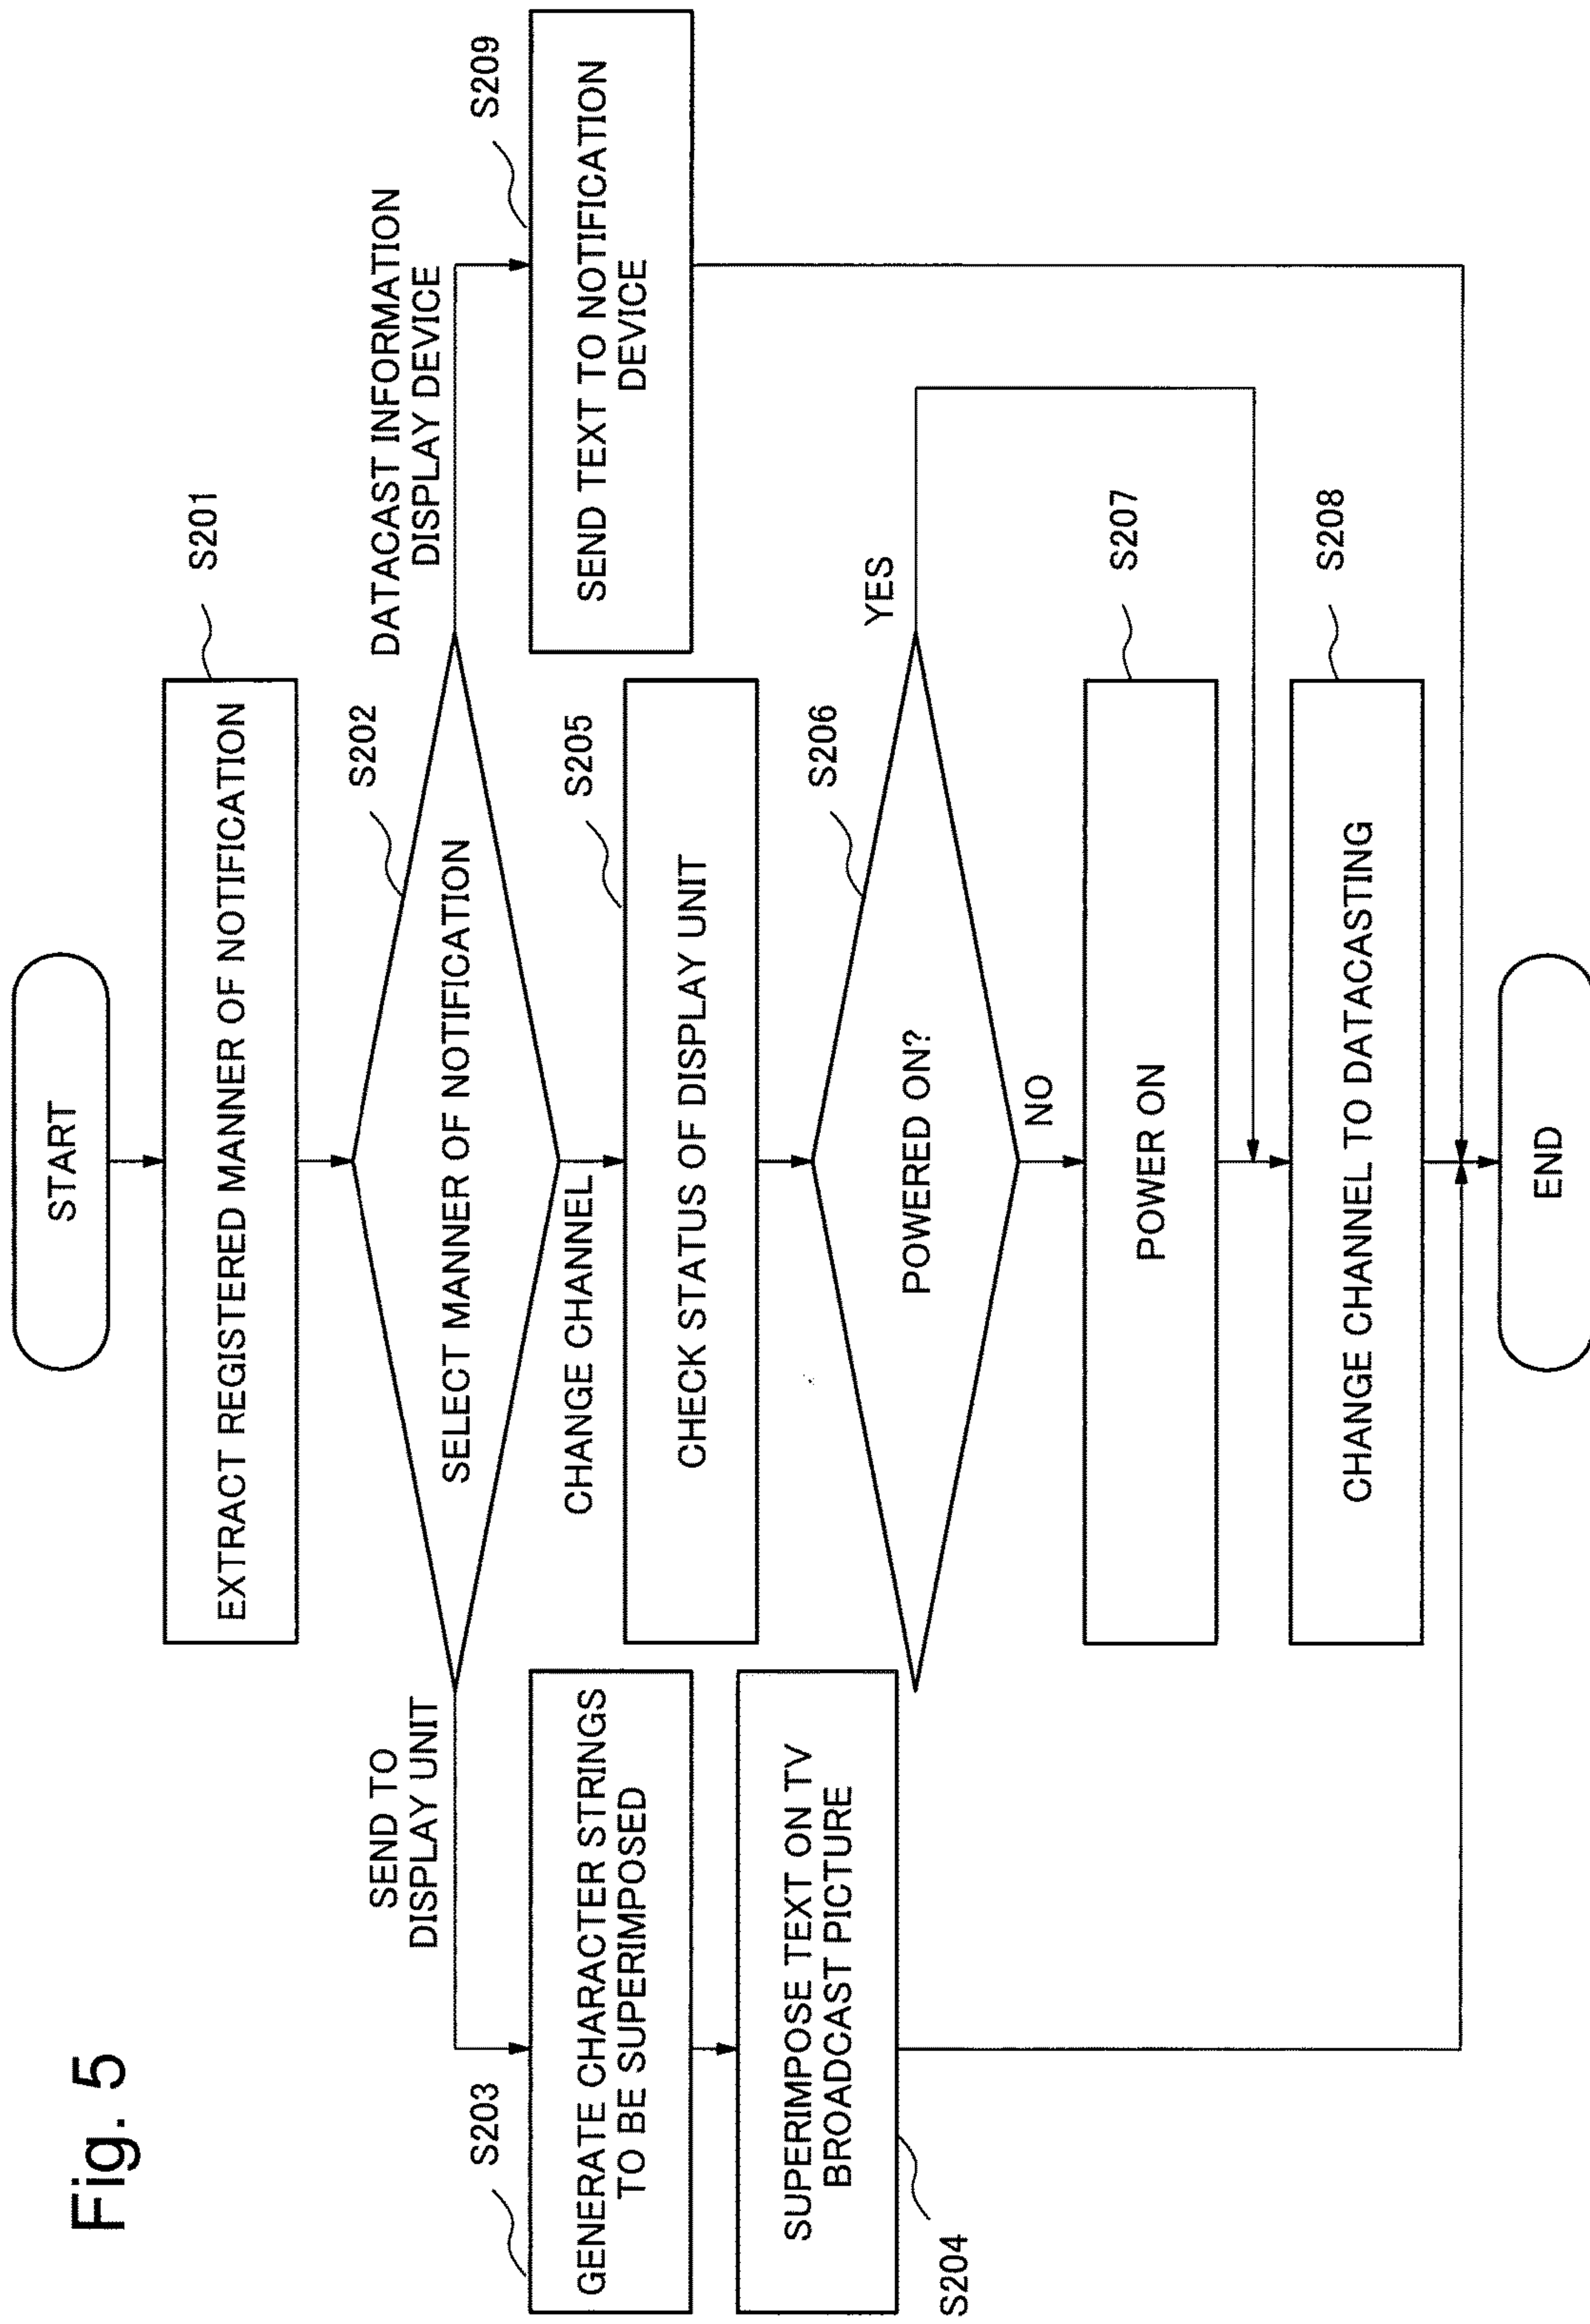 Fig. 5
START
EXTRACT REGISTERED MANNER OF NOTIFICATION
S201
SELECT MANNER OF NOTIFICATION
S202
SEND TO
DISPLAY UNIT
CHANGE CHANNEL
DATACAST INFORMATION
DISPLAY DEVICE
S203
GENERATE CHARACTER STRINGS
TO BE SUPERIMPOSED
SUPERIMPOSE TEXT ON TV
BROADCAST PICTURE
S204
CHECK STATUS OF DISPLAY UNIT
S205
POWERED ON?
S206
YES
NO
POWER ON
S207
CHANGE CHANNEL TO DATACASTING
S208
SEND TEXT TO NOTIFICATION
DEVICE
S209
END